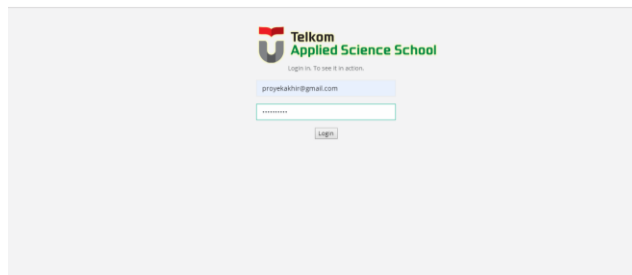 Telkom
Applied Science School
Login in. To see it in action.
proyekakhir@gmail.com
••••••••••
Login